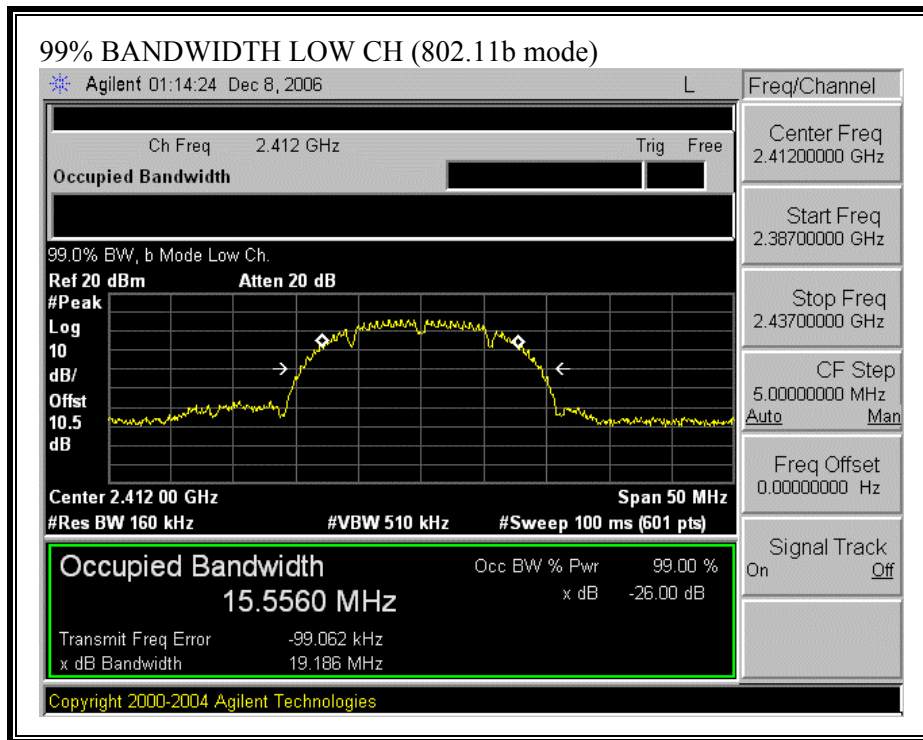 99% BANDWIDTH LOW CH (802.11b mode)
Agilent 01:14:24 Dec 8, 2006 L
Freq/Channel
Ch Freq 2.412 GHz Trig Free
Occupied Bandwidth
Center Freq
2.41200000 GHz
Start Freq
2.38700000 GHz
99.0% BW, b Mode Low Ch.
Ref 20 dBm Atten 20 dB
#Peak
Log
10
dB/
Offst
10.5
dB
Stop Freq
2.43700000 GHz
CF Step
5.00000000 MHz
Auto Man
Freq Offset
0.00000000 Hz
Center 2.412 00 GHz Span 50 MHz
#Res BW 160 kHz #VBW 510 kHz #Sweep 100 ms (601 pts)
Signal Track
On Off
Occupied Bandwidth Occ BW % Pwr 99.00 %
15.5560 MHz x dB -26.00 dB
Transmit Freq Error -99.062 kHz
x dB Bandwidth 19.186 MHz
Copyright 2000-2004 Agilent Technologies